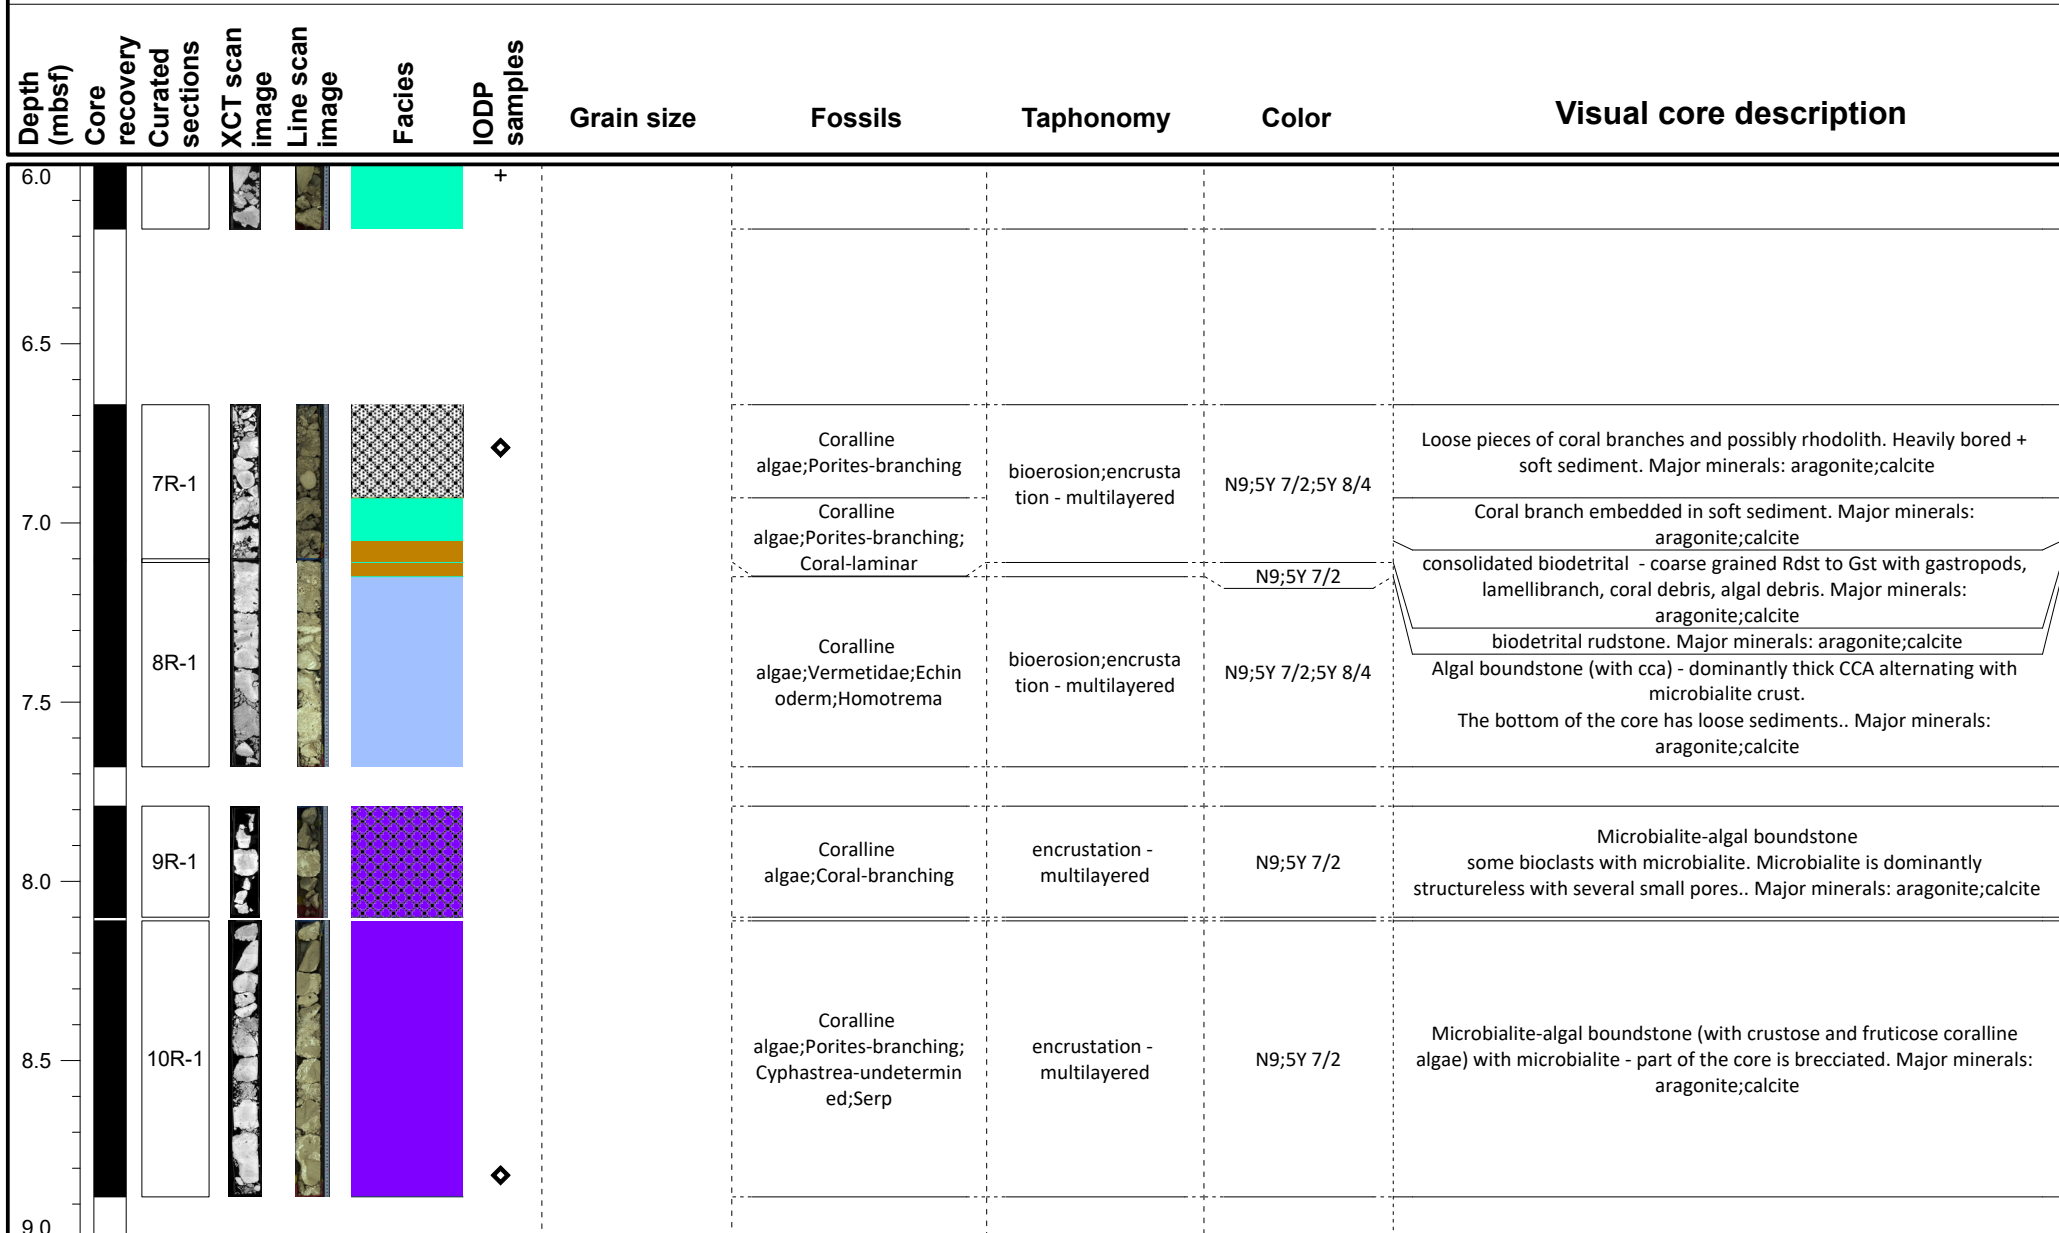 Depth (mbsf)
Core recovery
Curated sections
XCT scan image
Line scan image
Facies
IODP samples
Grain size
Fossils
Taphonomy
Color
Visual core description
6.0
+
6.5
7R-1
Coralline
algae;Porites-branching
bioerosion;encrusta
tion - multilayered
N9;5Y 7/2;5Y 8/4
Loose pieces of coral branches and possibly rhodolith. Heavily bored +
soft sediment. Major minerals: aragonite;calcite
7.0
Coralline
algae;Porites-branching;
Coral-laminar
Coral branch embedded in soft sediment. Major minerals:
aragonite;calcite
N9;5Y 7/2
consolidated biodetrital - coarse grained Rdst to Gst with gastropods,
lamellibranch, coral debris, algal debris. Major minerals:
aragonite;calcite
biodetrital rudstone. Major minerals: aragonite;calcite
8R-1
Coralline
algae;Vermetidae;Echin
oderm;Homotrema
bioerosion;encrusta
tion - multilayered
N9;5Y 7/2;5Y 8/4
Algal boundstone (with cca) - dominantly thick CCA alternating with
microbialite crust.
The bottom of the core has loose sediments.. Major minerals:
aragonite;calcite
7.5
9R-1
Coralline
algae;Coral-branching
encrustation -
multilayered
N9;5Y 7/2
Microbialite-algal boundstone
some bioclasts with microbialite. Microbialite is dominantly
structureless with several small pores.. Major minerals: aragonite;calcite
8.0
10R-1
Coralline
algae;Porites-branching;
Cyphastrea-undetermin
ed;Serp
encrustation -
multilayered
N9;5Y 7/2
Microbialite-algal boundstone (with crustose and fruticose coralline
algae) with microbialite - part of the core is brecciated. Major minerals:
aragonite;calcite
8.5
9.0